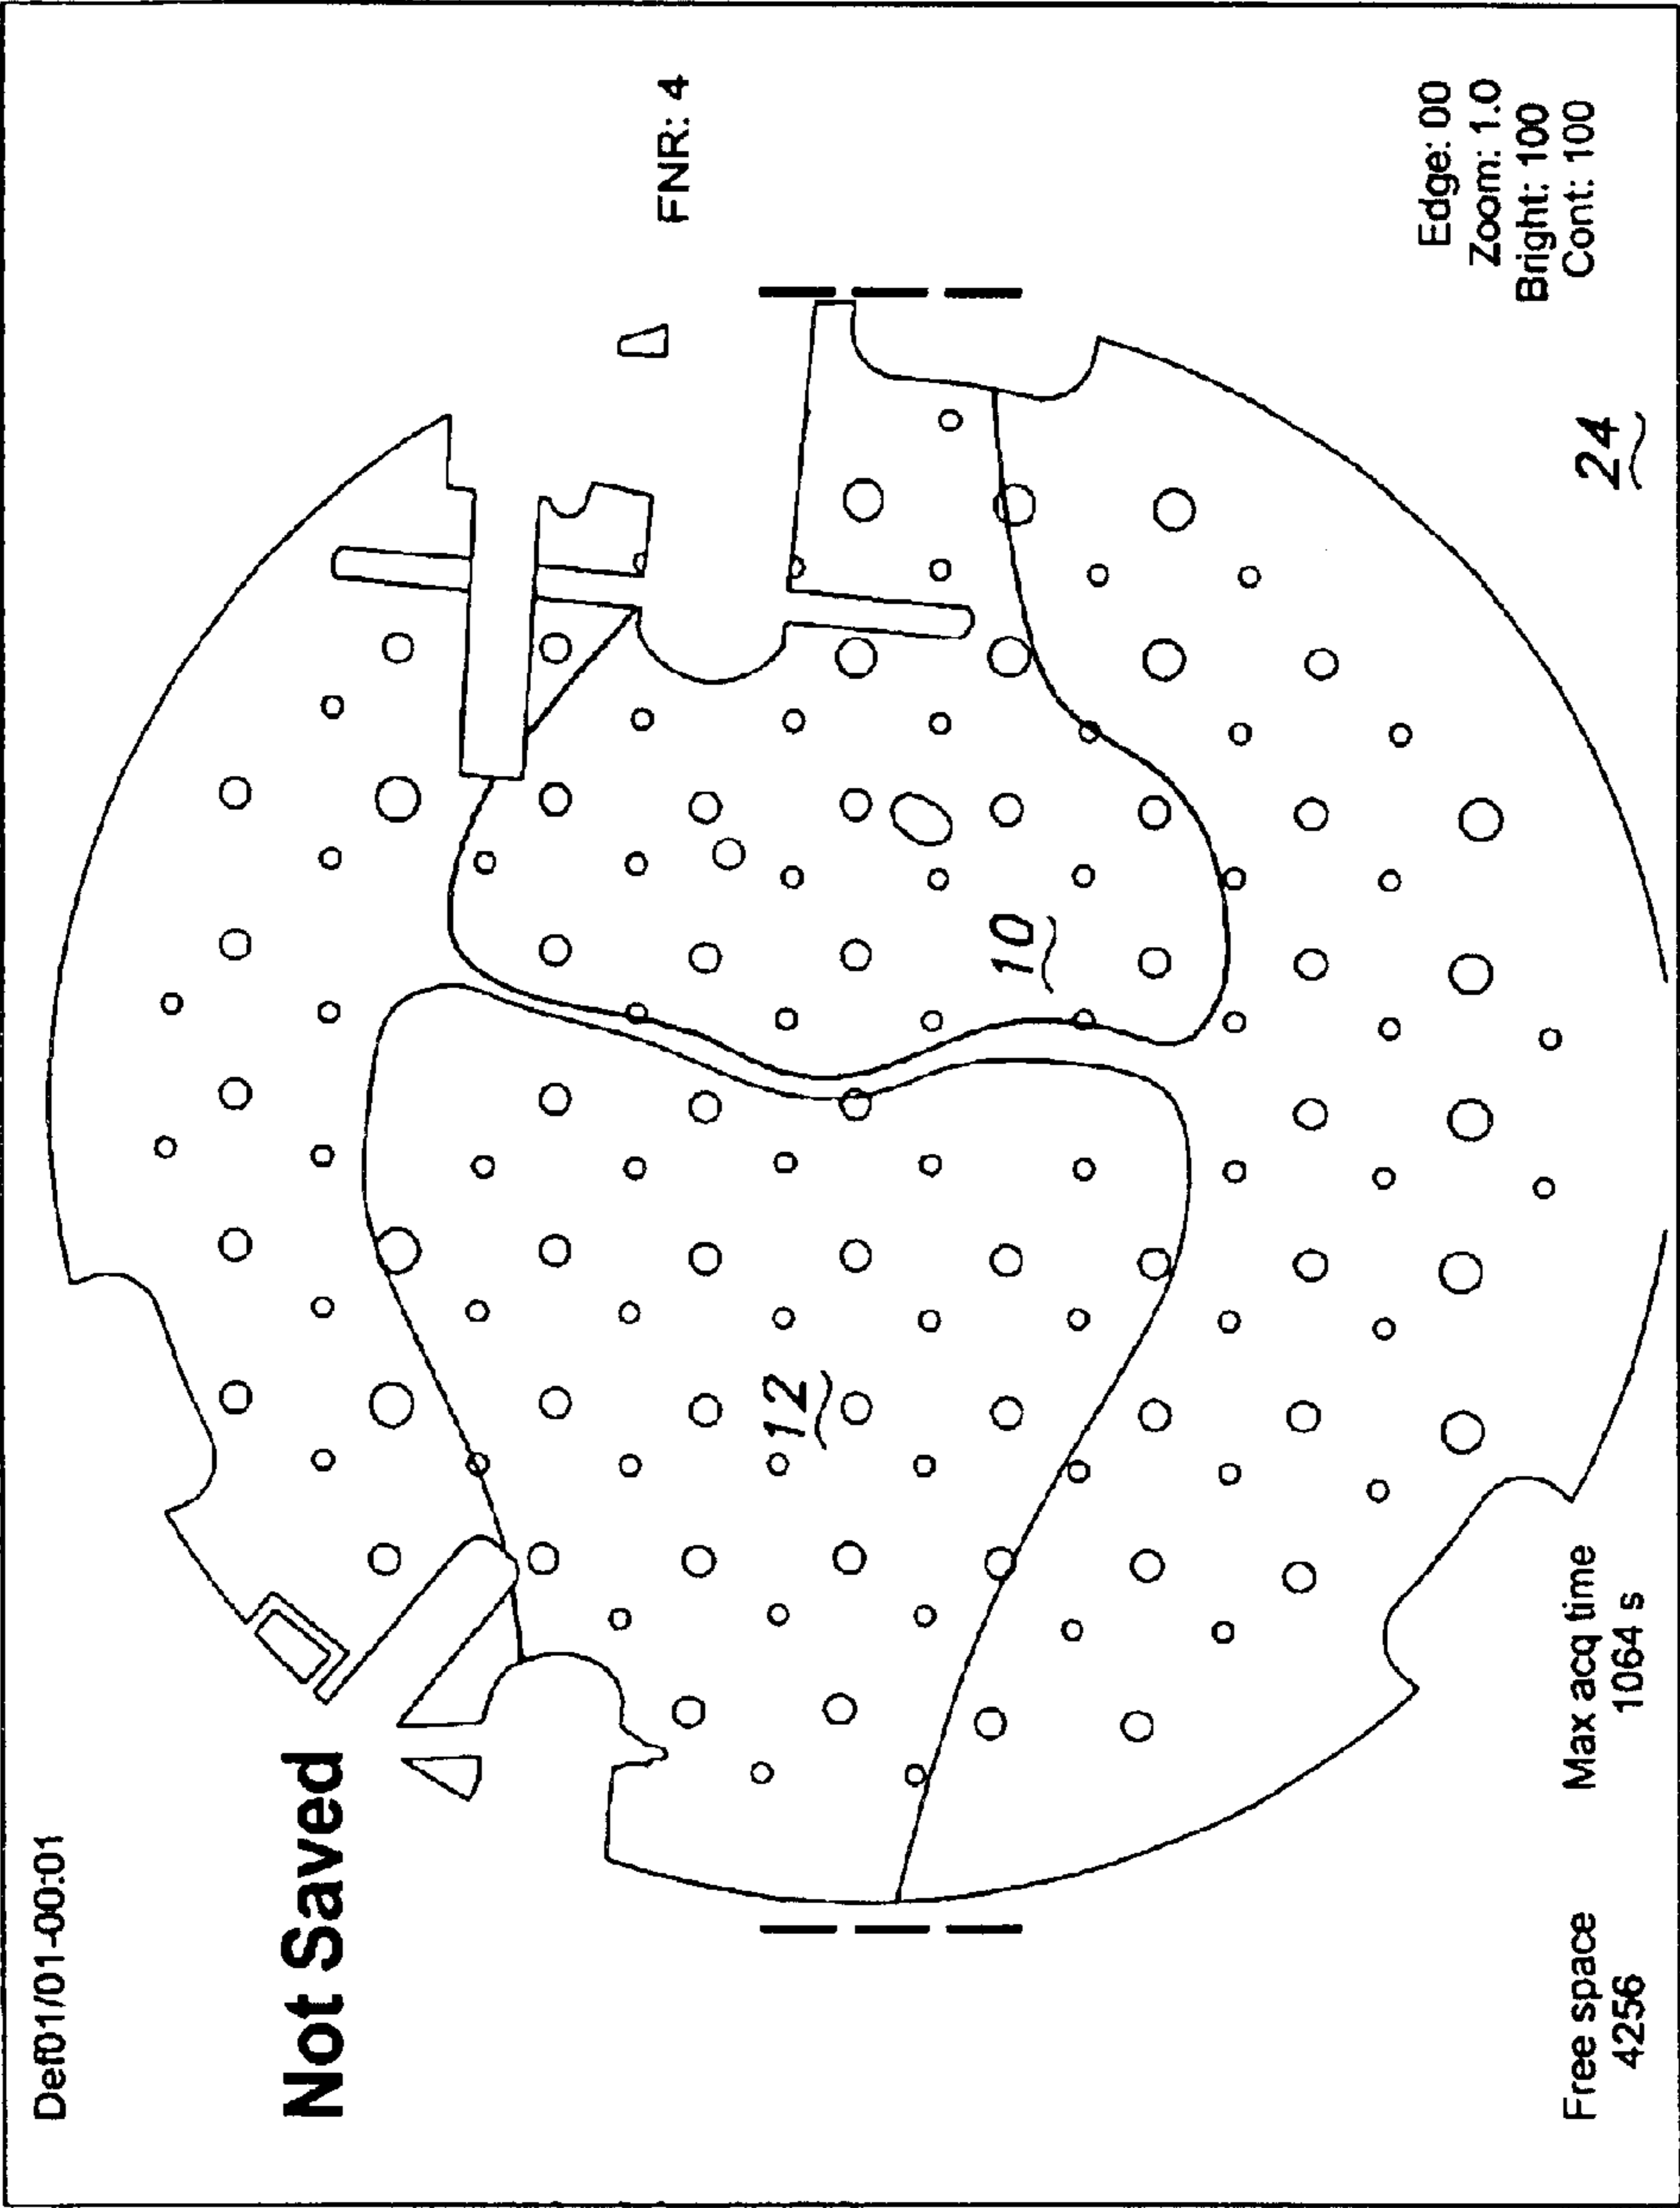 Def01/01-00:01
Not Saved
FNR: 4
12
10
24
Free space
4256
Max acq time
1064 s
Edge: 00
Zoom: 1.0
Bright: 100
Cont: 100